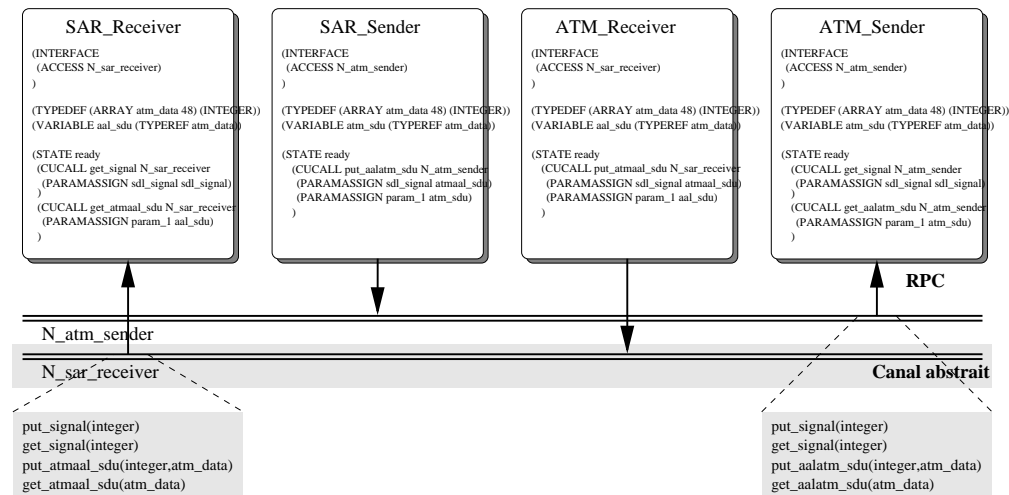 SAR_Receiver
(INTERFACE
(ACCESS N_sar_receiver)
)
(TYPEDEF (ARRAY atm_data 48) (INTEGER))
(VARIABLE aal_sdu (TYPEREF atm_data))
(STATE ready
(CUCALL get_signal N_sar_receiver
(PARAMASSIGN sdl_signal sdl_signal)
)
(CUCALL get_atmaal_sdu N_sar_receiver
(PARAMASSIGN param_1 aal_sdu)
)
SAR_Sender
(INTERFACE
(ACCESS N_atm_sender)
)
(TYPEDEF (ARRAY atm_data 48) (INTEGER))
(VARIABLE atm_sdu (TYPEREF atm_data))
(STATE ready
(CUCALL put_aalatm_sdu N_atm_sender
(PARAMASSIGN sdl_signal atmaal_sdu)
(PARAMASSIGN param_1 atm_sdu)
)
ATM_Receiver
(INTERFACE
(ACCESS N_sar_receiver)
)
(TYPEDEF (ARRAY atm_data 48) (INTEGER))
(VARIABLE aal_sdu (TYPEREF atm_data))
(STATE ready
(CUCALL put_atmaal_sdu N_sar_receiver
(PARAMASSIGN sdl_signal atmaal_sdu)
(PARAMASSIGN param_1 aal_sdu)
)
ATM_Sender
(INTERFACE
(ACCESS N_atm_sender)
)
(TYPEDEF (ARRAY atm_data 48) (INTEGER))
(VARIABLE atm_sdu (TYPEREF atm_data))
(STATE ready
(CUCALL get_signal N_atm_sender
(PARAMASSIGN sdl_signal sdl_signal)
)
(CUCALL get_aalatm_sdu N_atm_sender
(PARAMASSIGN param_1 atm_sdu)
)
RPC
N_atm_sender
N_sar_receiver
Canal abstrait
put_signal(integer)
get_signal(integer)
put_atmaal_sdu(integer,atm_data)
get_atmaal_sdu(atm_data)
put_signal(integer)
get_signal(integer)
put_aalatm_sdu(integer,atm_data)
get_aalatm_sdu(atm_data)